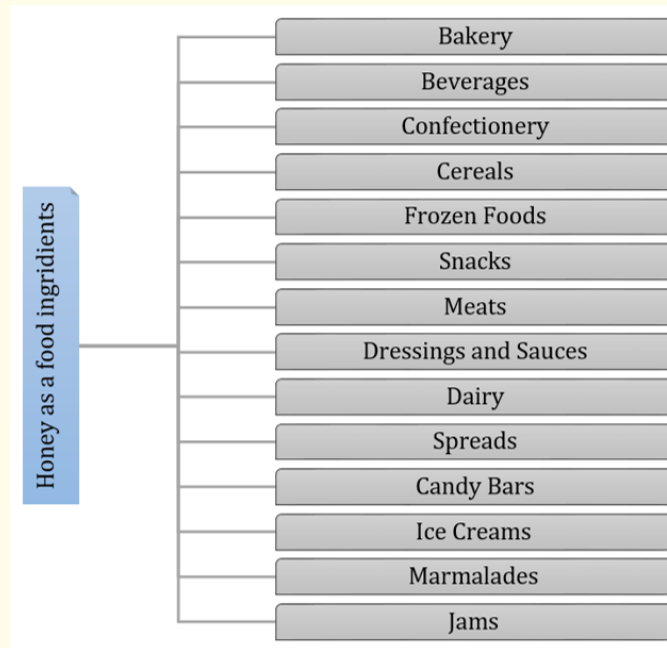 Honey as a food ingridients
Bakery
Beverages
Confectionery
Cereals
Frozen Foods
Snacks
Meats
Dressings and Sauces
Dairy
Spreads
Candy Bars
Ice Creams
Marmalades
Jams